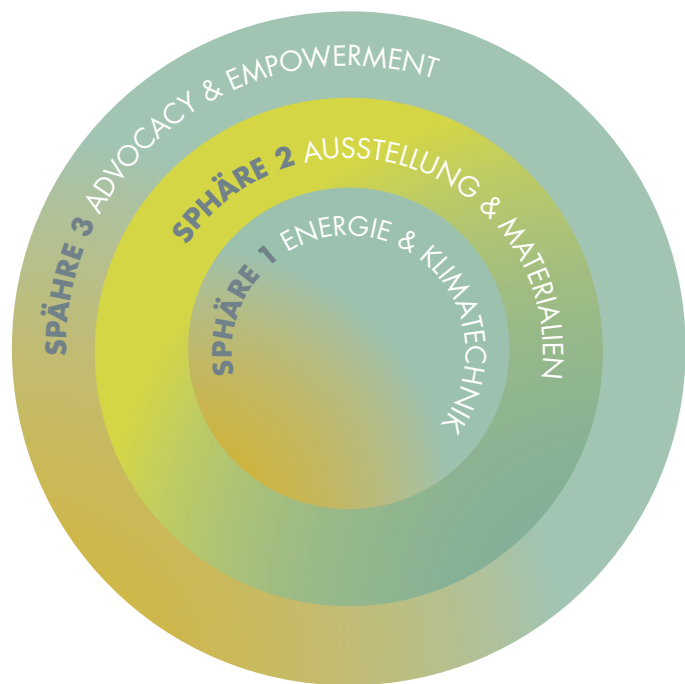 SPÄHRE 3 ADVOCACY & EMPOWERMENT
SPHÄRE 2 AUSSTELLUNG & MATERIALIEN
SPHÄRE 1 ENERGIE & KLIMATECHNIK